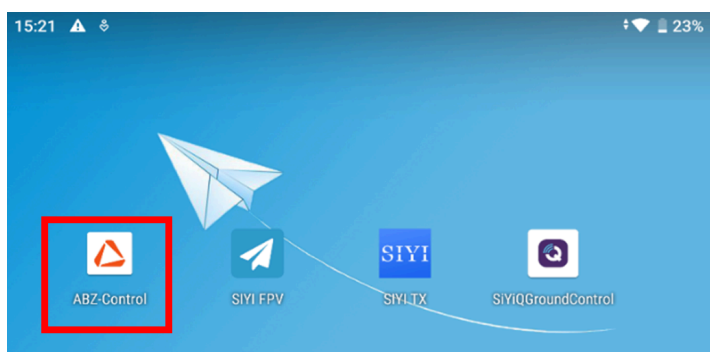 15:21
23%
SIYI
ABZ-Control
SIYI FPV
SIYI TX
SiYiQGroundControl